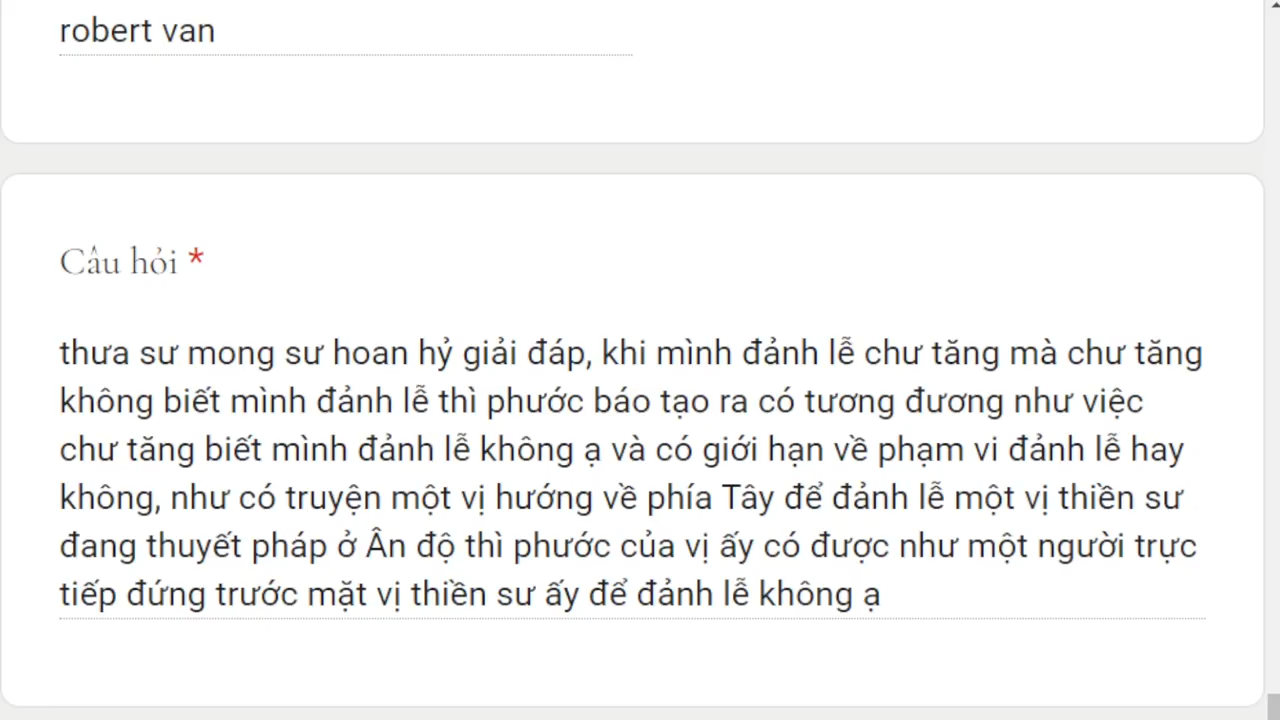 robert van
Câu hỏi *
thưa sư mong sư hoan hỷ giải đáp, khi mình đảnh lễ chư tăng mà chư tăng
không biết mình đảnh lễ thì phước báo tạo ra có tương đương như việc
chư tăng biết mình đảnh lễ không ạ và có giới hạn về phạm vi đảnh lễ hay
không, như có truyện một vị hướng về phía Tây để đảnh lễ một vị thiền sư
đang thuyết pháp ở Ân độ thì phước của vị ấy có được như một người trực
tiếp đứng trước mặt vị thiền sư ấy để đảnh lễ không ạ